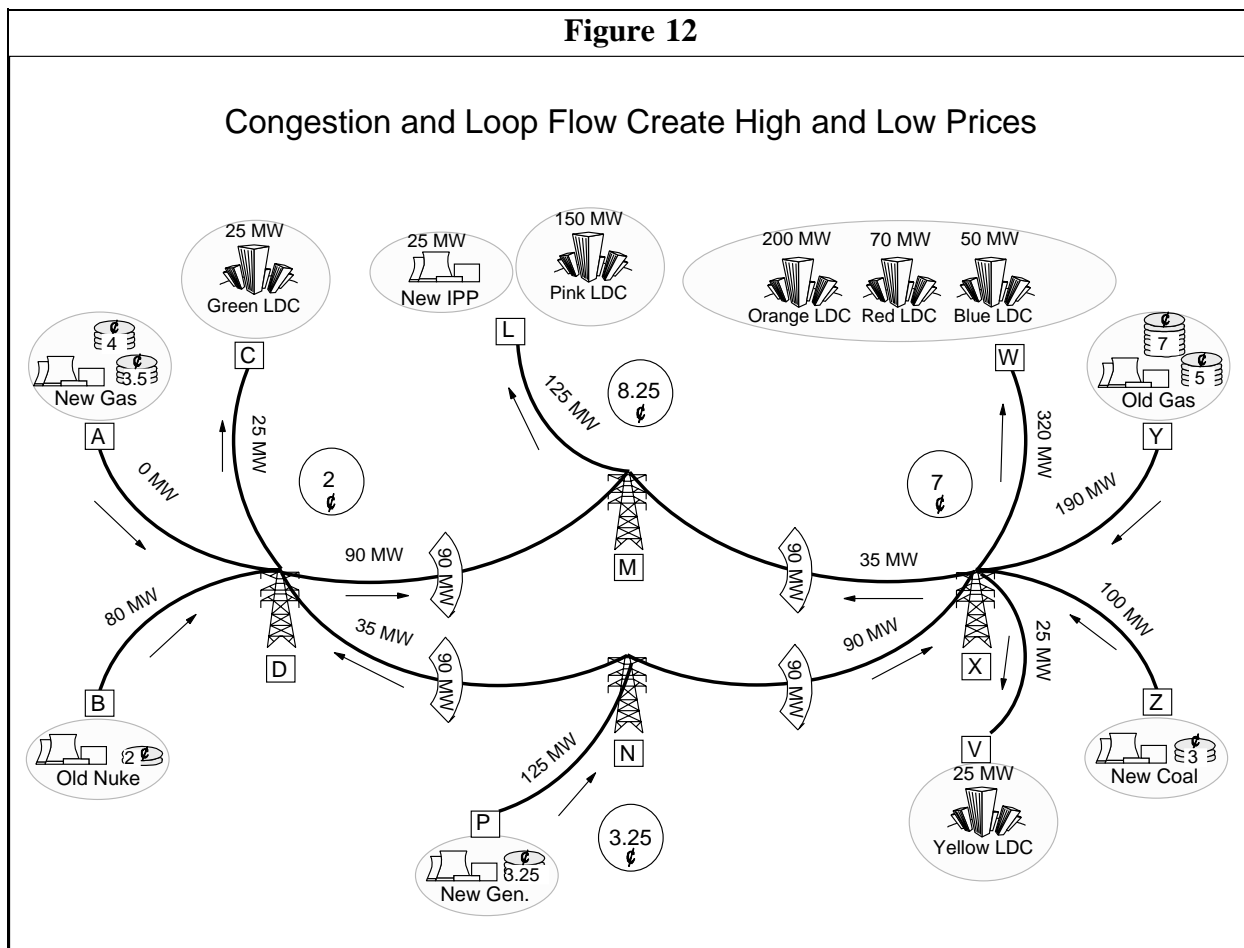 Figure 12
Congestion and Loop Flow Create High and Low Prices
25 MW
Green LDC
25 MW
New IPP
150 MW
Pink LDC
200 MW
70 MW
50 MW
Orange LDC
Red LDC
Blue LDC
¢
4
¢
3.5
New Gas
¢
7
¢
5
Old Gas
A
C
L
W
Y
0 MW
25 MW
125 MW
8.25
¢
320 MW
190 MW
2
¢
7
¢
90 MW
90 MW
M
90 MW
35 MW
80 MW
35 MW
90 MW
D
90 MW
90 MW
X
25 MW
100 MW
B
2 ¢
Old Nuke
N
125 MW
P
¢
3.25
New Gen.
3.25
¢
V
25 MW
Yellow LDC
Z
¢
3
New Coal